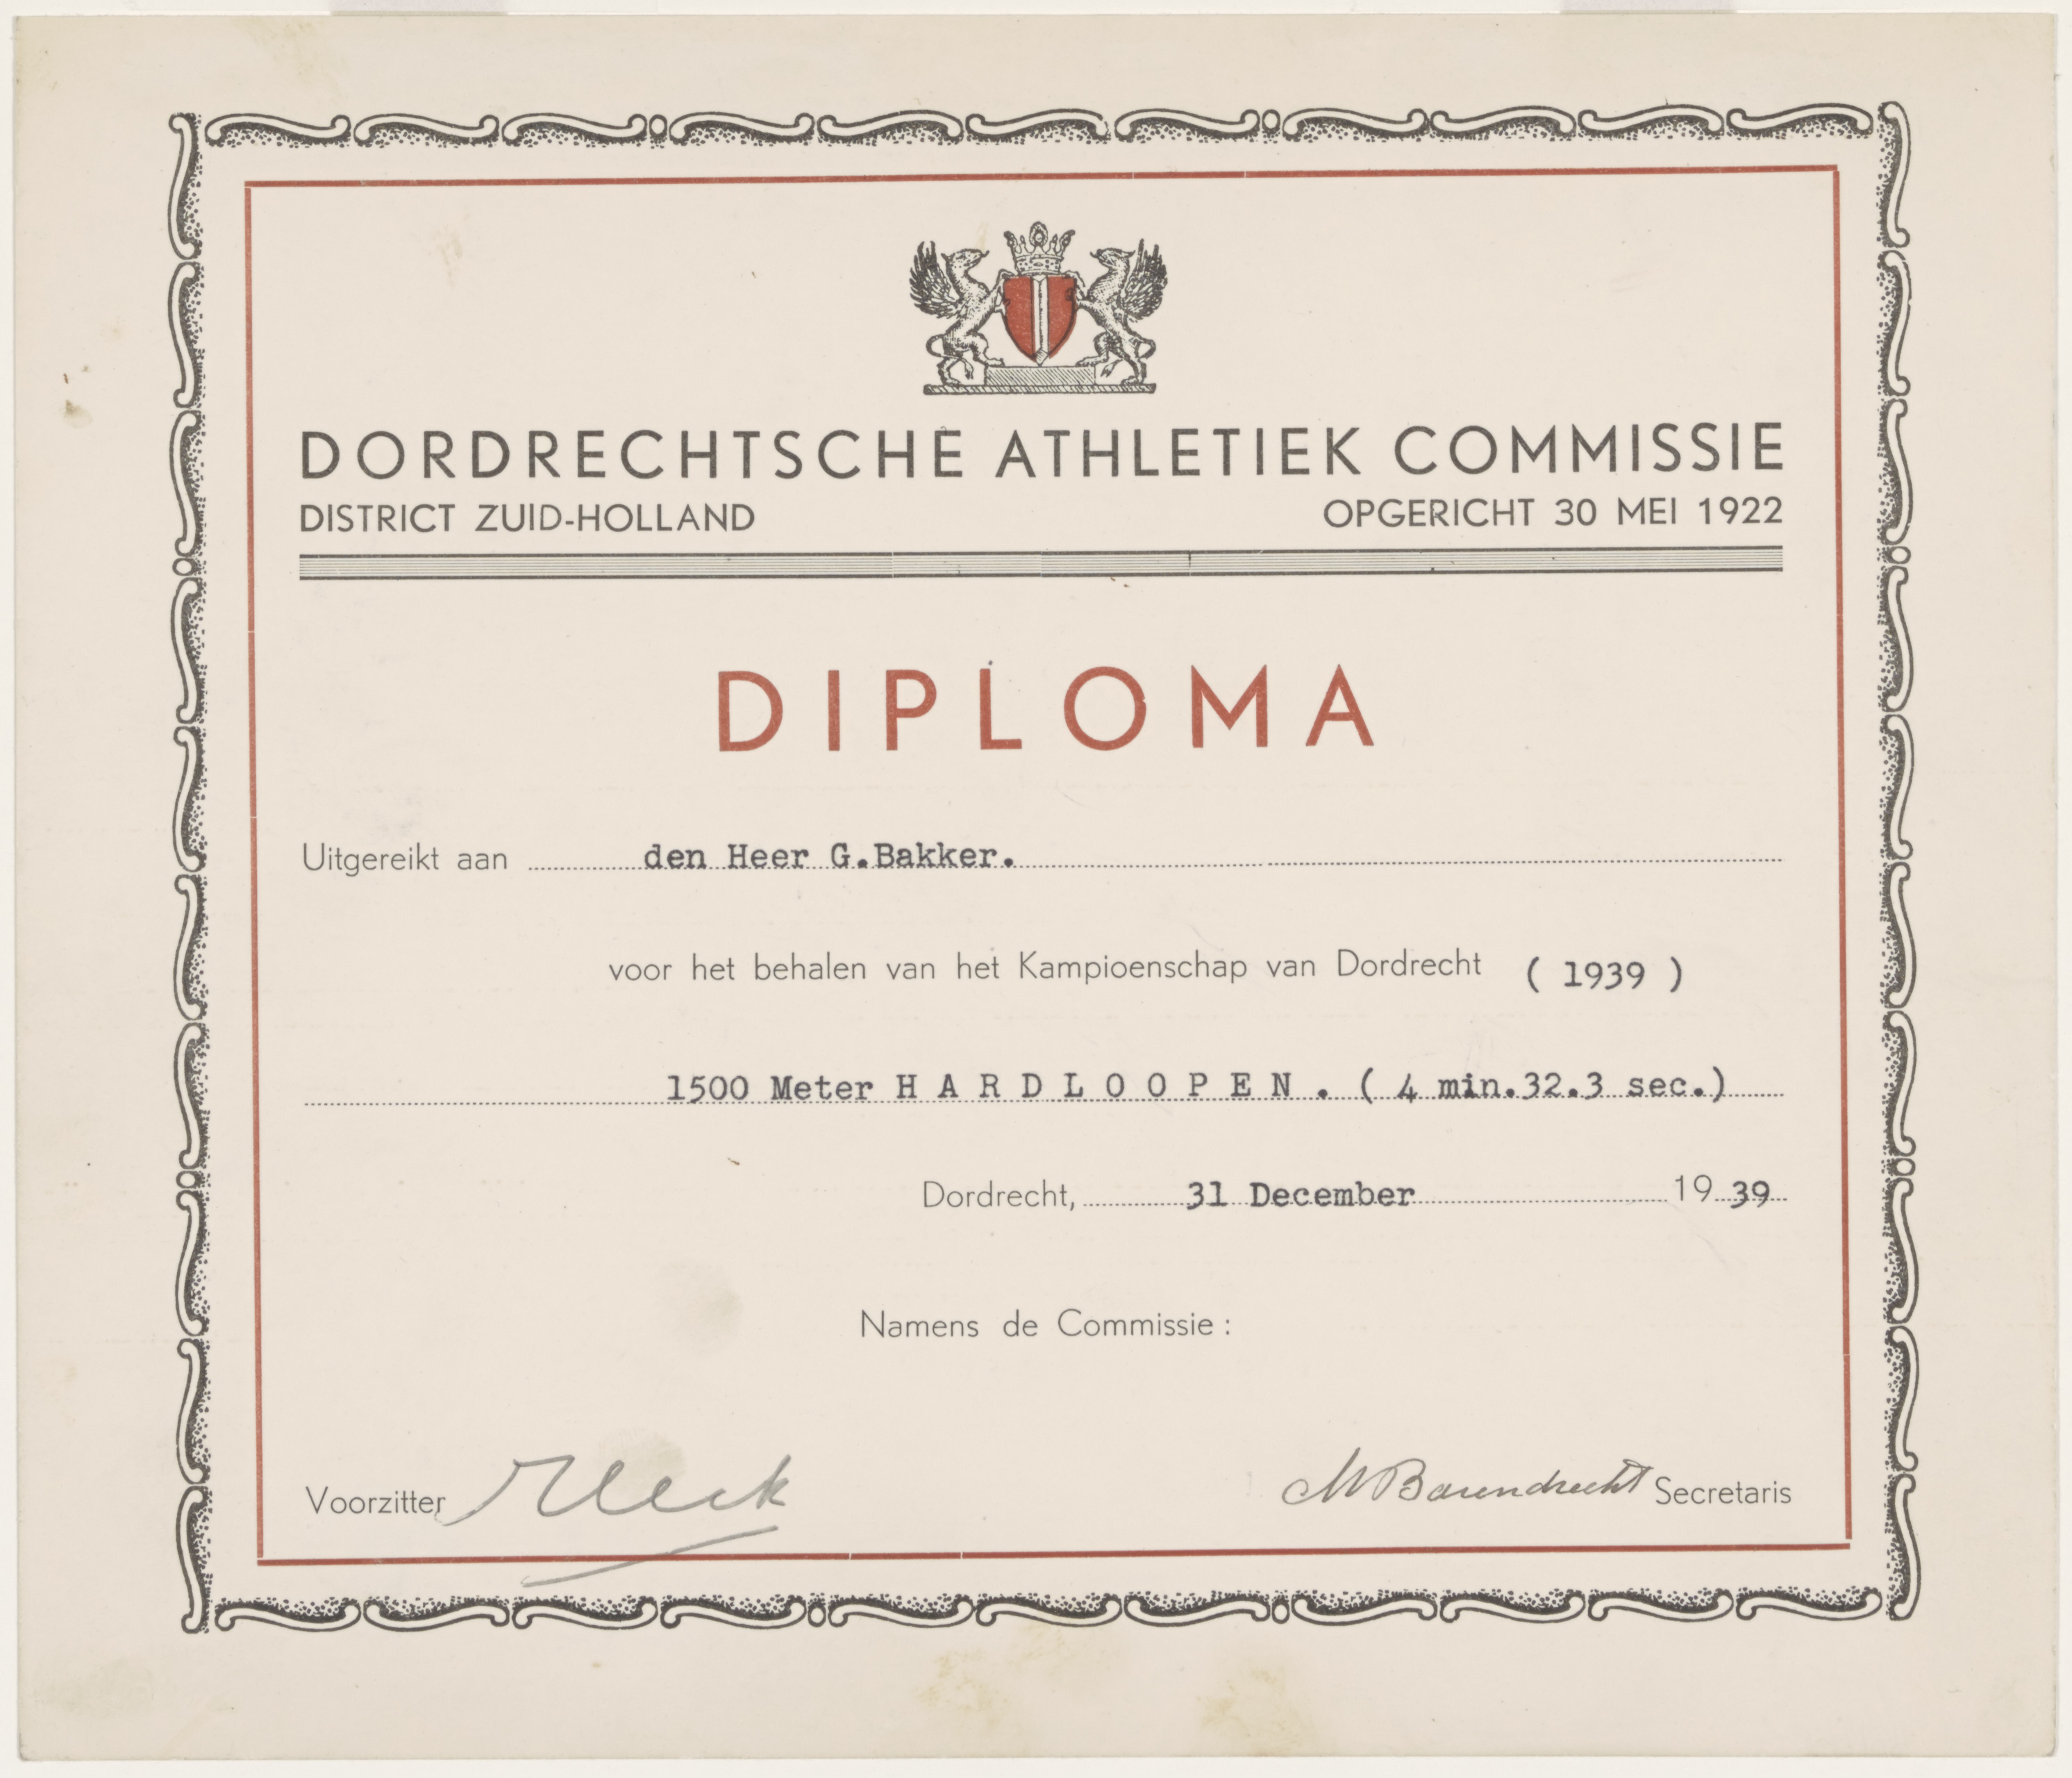 DORDRECHTSCHE ATHLETIEK COMMISSIE
DISTRICT ZUID-HOLLAND OPGERICHT 30 MEI 1922
DIPLOMA
Uitgereikt aan den Heer G.Bakker.
voor het behalen van het Kampioenschap van Dordrecht ( 1939 )
1500 Meter H A R D L O O P E N . ( 4 min.32.3 sec.)
Dordrecht, 31 December 1939
Namens de Commissie :
Voorzitter M Barendrecht Secretaris